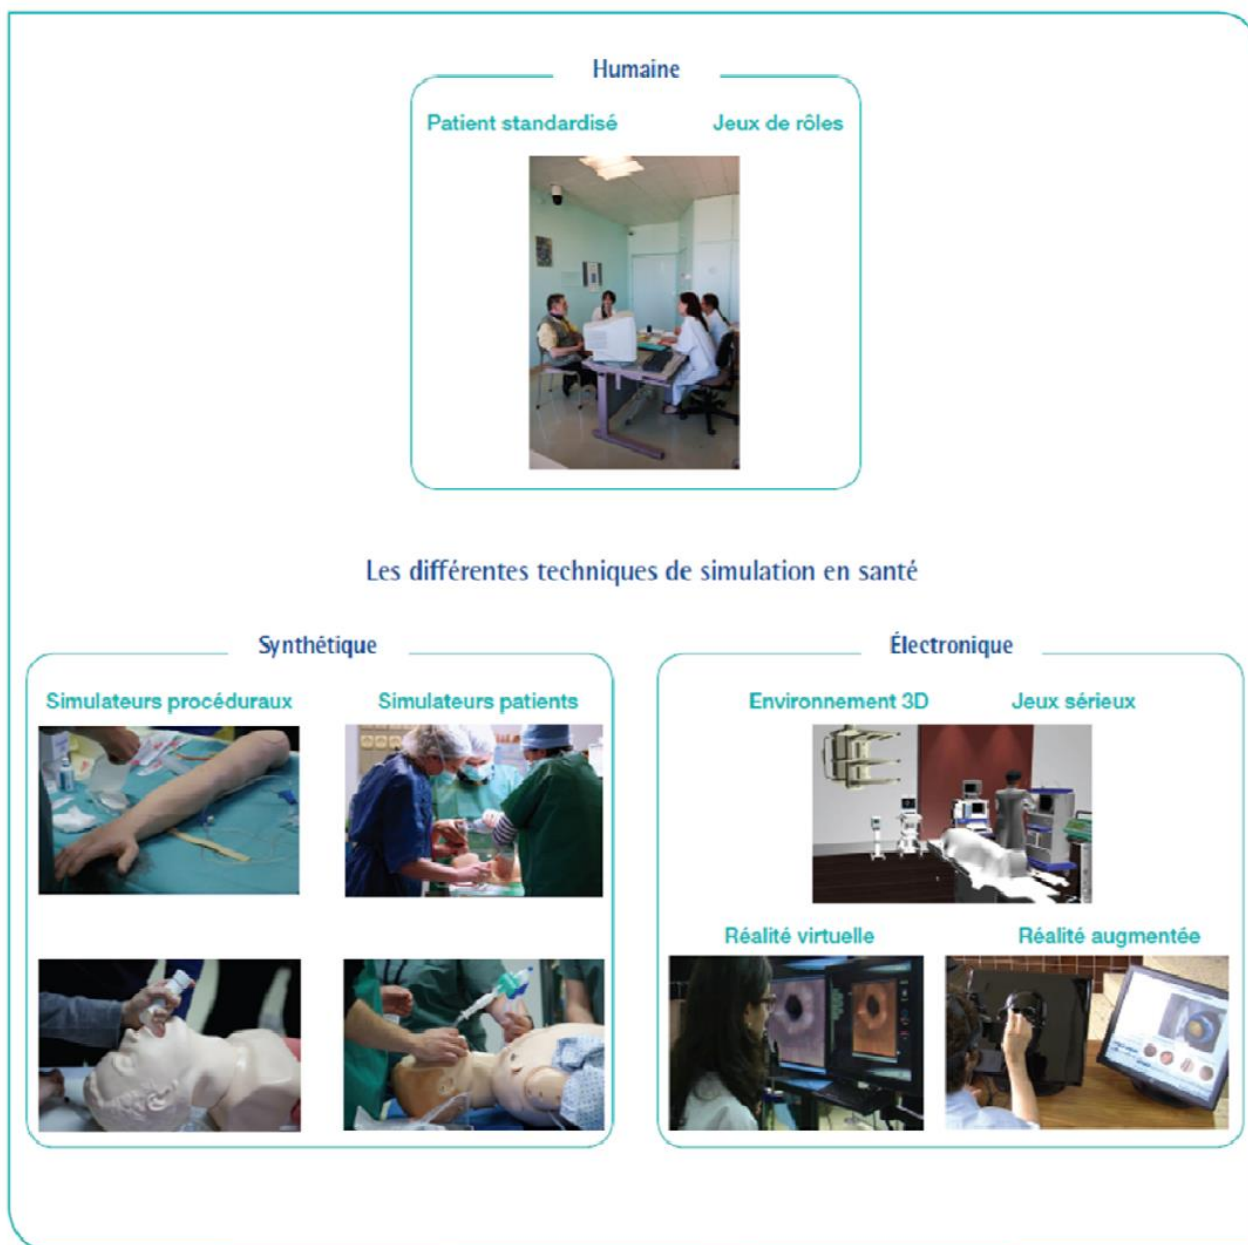 Humaine
Patient standardisé
Jeux de rôles
Les différentes techniques de simulation en santé
Synthétique
Simulateurs procéduraux
Simulateurs patients
Électronique
Environnement 3D
Jeux sérieux
Réalité virtuelle
Réalité augmentée